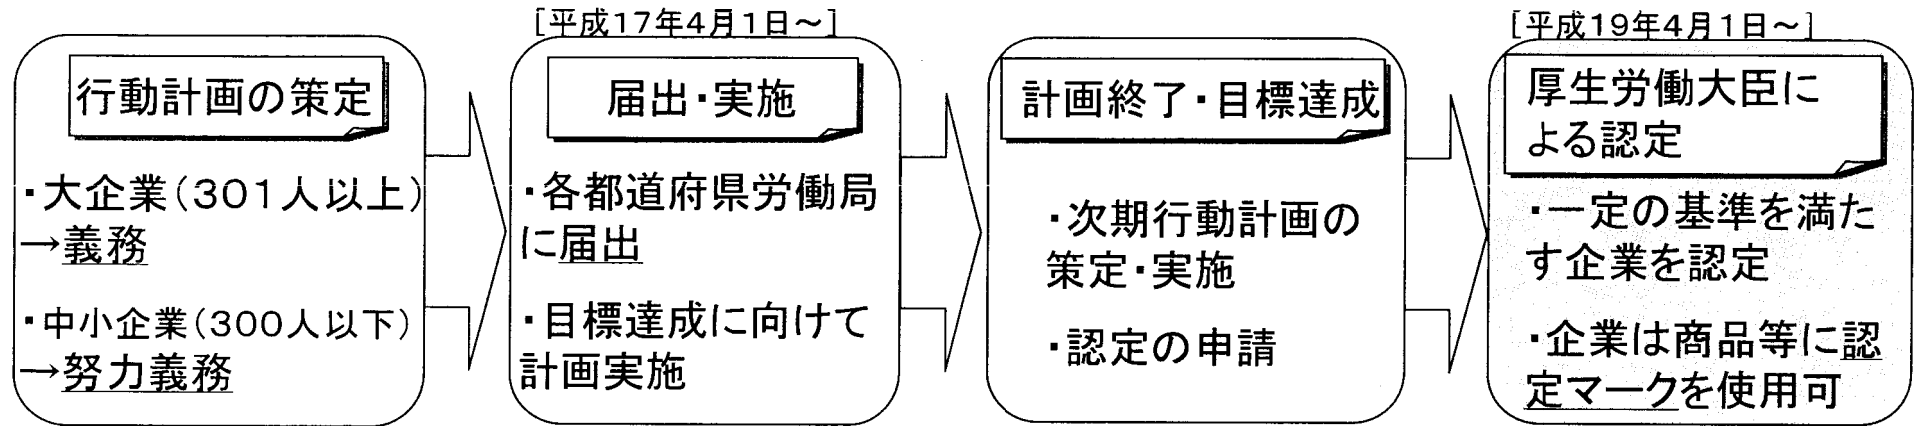 行動計画の策定
・大企業(301人以上)
→義務
・中小企業(300人以下)
→努力義務
[平成17年4月1日～]
届出・実施
・各都道府県労働局
に届出
・目標達成に向けて
計画実施
計画終了・目標達成
・次期行動計画の
策定・実施
・認定の申請
[平成19年4月1日～]
厚生労働大臣に
よる認定
・一定の基準を満た
す企業を認定
・企業は商品等に認
定マークを使用可